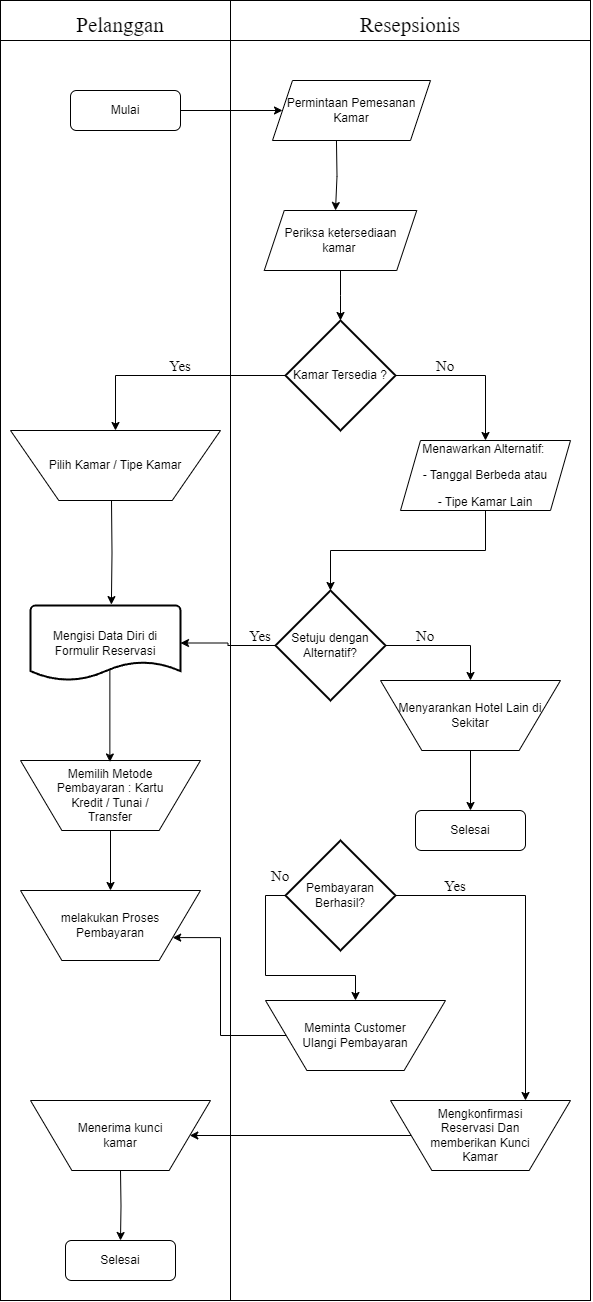 Pelanggan
Resepsionis
Mulai
Permintaan Pemesanan
Kamar
Periksa ketersediaan
kamar
Kamar Tersedia ?
Yes
No
Pilih Kamar / Tipe Kamar
Menawarkan Alternatif:
- Tanggal Berbeda atau
- Tipe Kamar Lain
Mengisi Data Diri di
Formulir Reservasi
Yes
Setuju dengan
Alternatif?
No
Menyarankan Hotel Lain di
Sekitar
Memilih Metode
Pembayaran : Kartu
Kredit / Tunai /
Transfer
Selesai
melakukan Proses
Pembayaran
No
Pembayaran
Berhasil?
Yes
Meminta Customer
Ulangi Pembayaran
Menerima kunci
kamar
Mengkonfirmasi
Reservasi Dan
memberikan Kunci
Kamar
Selesai